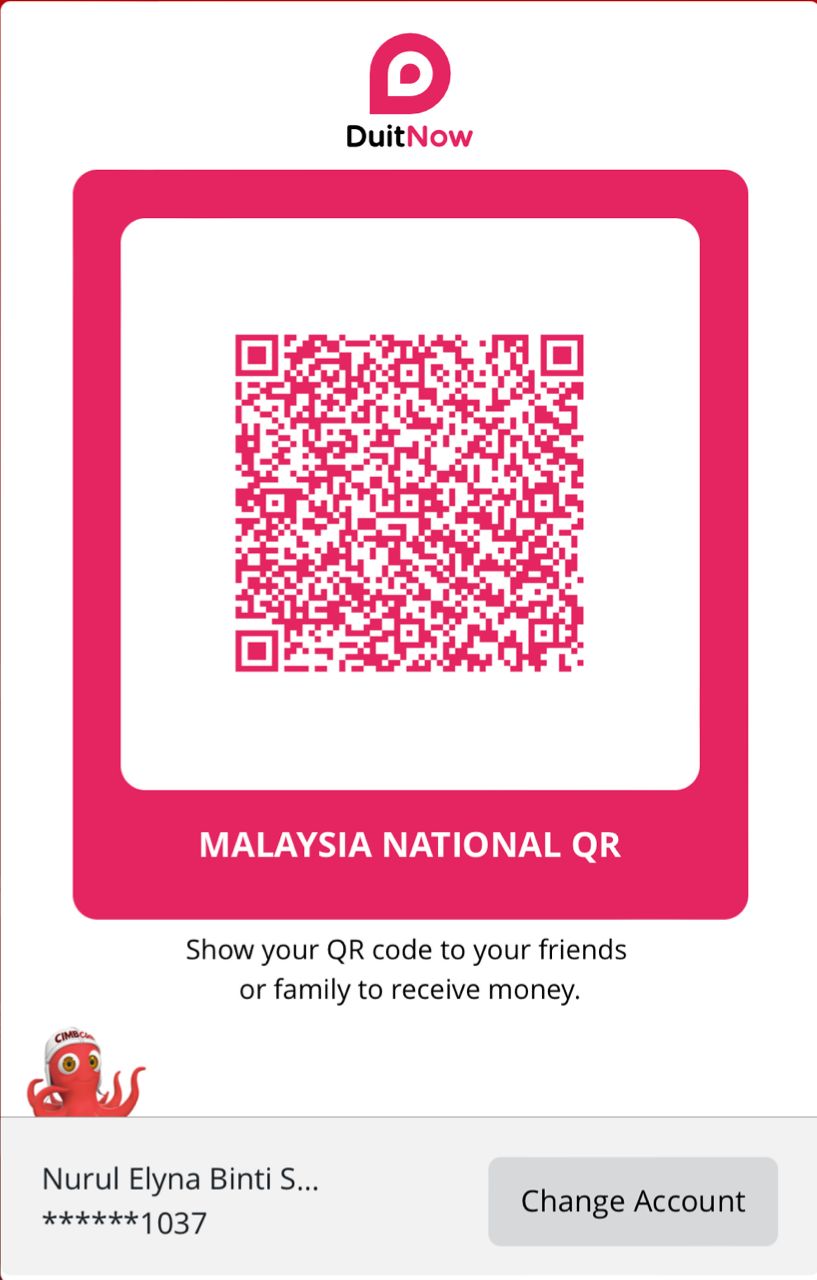 DuitNow
MALAYSIA NATIONAL QR
Show your QR code to your friends
or family to receive money.
CIMB
Nurul Elyna Binti S...
******1037
Change Account